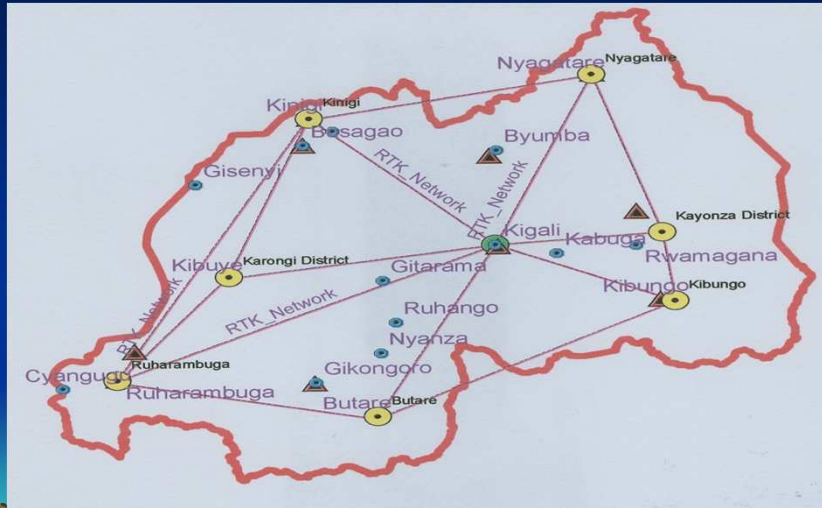 Nyagatare Nyagatare
Kinigi Kinigi
Busagao
Byumba
RTK_Network
Gisenyi
RTK_Network
Kigali
Kayonza District
Kabuga
Rwamagana
Kibuye Karongi District
Gitarama
Kibungo Kibungo
RTK_Network
Ruhango
RTK_Network
Nyanza
Ruharambuga
Cyangugu
Ruharambuga
Gikongoro
Butare Butare